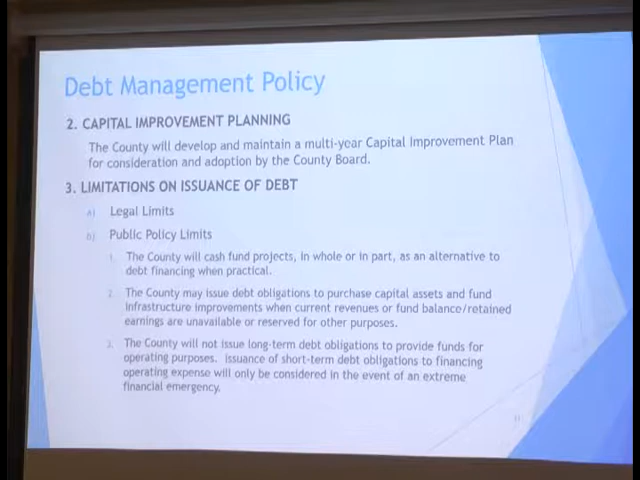 Debt Management Policy
2. CAPITAL IMPROVEMENT PLANNING
The County will develop and maintain a multi-year Capital Improvement Plan
for consideration and adoption by the County Board.
3. LIMITATIONS ON ISSUANCE OF DEBT
a) Legal Limits
b) Public Policy Limits
1. The County will cash fund projects, in whole or in part, as an alternative to
debt financing when practical.
2. The County may issue debt obligations to purchase capital assets and fund
infrastructure improvements when current revenues or fund balance/retained
earnings are unavailable or reserved for other purposes.
3. The County will not issue long-term debt obligations to provide funds for
operating purposes. Issuance of short-term debt obligations to financing
operating expense will only be considered in the event of an extreme
financial emergency.